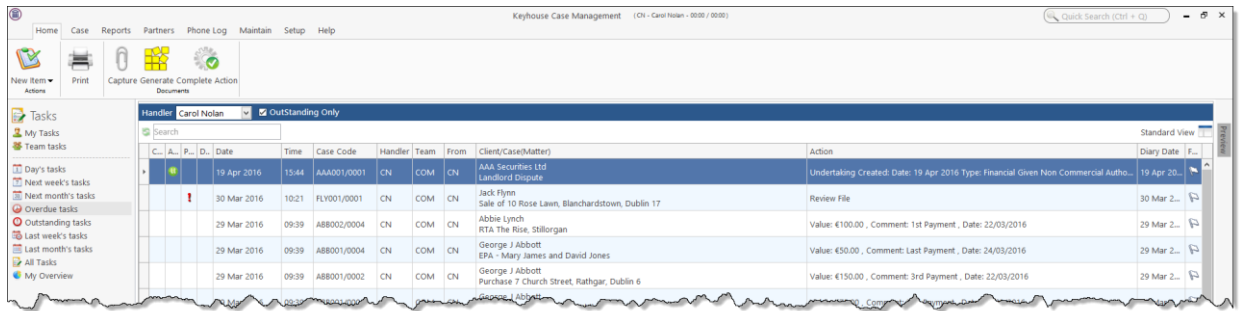 Keyhouse Case Management (CN - Carol Nolan - 00:00 / 00:00)
Quick Search (Ctrl + Q)
Home Case Reports Partners Phone Log Maintain Setup Help
New Item Print Capture Generate Complete Action
Actions Documents
Tasks
My Tasks
Team tasks
Day's tasks
Next week's tasks
Next month's tasks
Overdue tasks
Outstanding tasks
Last week's tasks
Last month's tasks
All Tasks
My Overview
Handler Carol Nolan OutStanding Only
Search Standard View
Preview
C... A... P... D.. Date Time Case Code Handler Team From Client/Case(Matter) Action Diary Date F...
19 Apr 2016 15:44 AAA001/0001 CN COM CN AAA Securities Ltd Undertaking Created: Date: 19 Apr 2016 Type: Financial Given Non Commercial Autho... 19 Apr 20...
Landlord Dispute
30 Mar 2016 10:21 FLY001/0001 CN COM CN Jack Flynn Review File 30 Mar 2...
Sale of 10 Rose Lawn, Blanchardstown, Dublin 17
29 Mar 2016 09:39 ABB002/0004 CN COM CN Abbie Lynch Value: €100.00 , Comment: 1st Payment , Date: 22/03/2016 29 Mar 2...
RTA The Rise, Stillorgan
29 Mar 2016 09:39 ABB001/0004 CN COM CN George J Abbott Value: €50.00 , Comment: Last Payment , Date: 24/03/2016 29 Mar 2...
EPA - Mary James and David Jones
29 Mar 2016 09:39 ABB001/0002 CN COM CN George J Abbott Value: €150.00 , Comment: 3rd Payment , Date: 22/03/2016 29 Mar 2...
Purchase 7 Church Street, Rathgar, Dublin 6